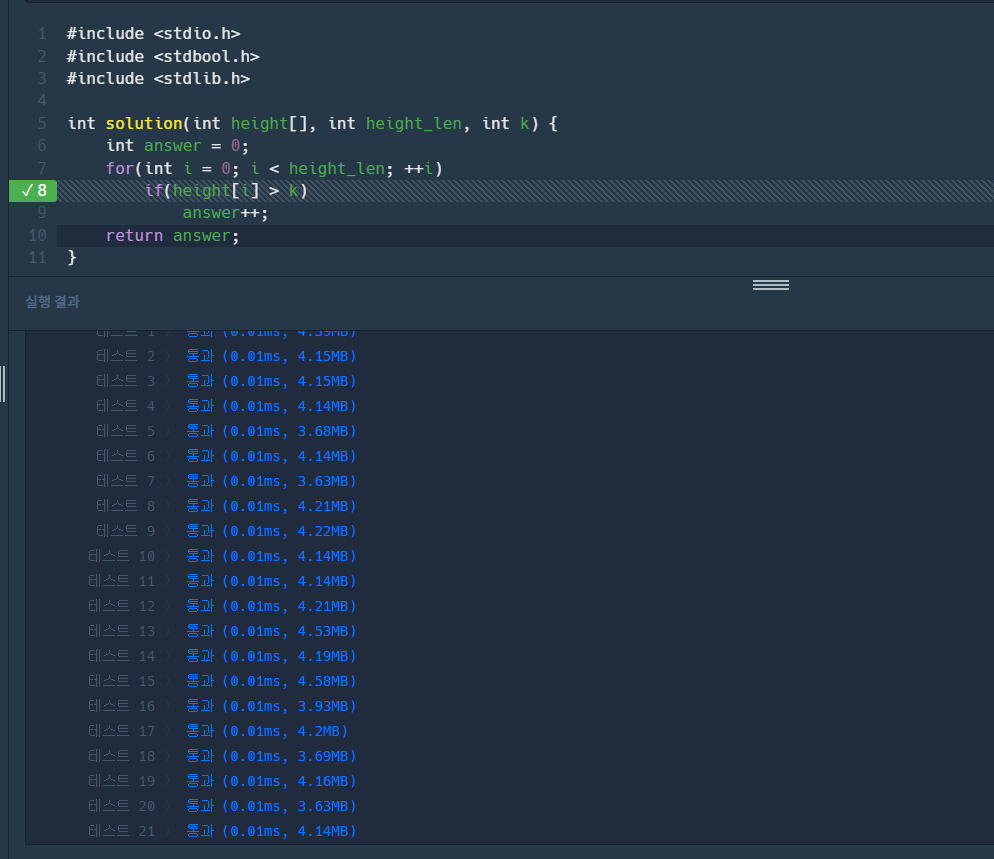 1 #include <stdio.h>
2 #include <stdbool.h>
3 #include <stdlib.h>
4
5 int solution(int height[], int height_len, int k) {
6 int answer = 0;
7 for(int i = 0; i < height_len; ++i)
✓8 if(height[i] > k)
9 answer++;
10 return answer;
11 }
실행 결과
테스트 1 〉 통과 (0.01ms, 4.59MB)
테스트 2 〉 통과 (0.01ms, 4.15MB)
테스트 3 〉 통과 (0.01ms, 4.15MB)
테스트 4 〉 통과 (0.01ms, 4.14MB)
테스트 5 〉 통과 (0.01ms, 3.68MB)
테스트 6 〉 통과 (0.01ms, 4.14MB)
테스트 7 〉 통과 (0.01ms, 3.63MB)
테스트 8 〉 통과 (0.01ms, 4.21MB)
테스트 9 〉 통과 (0.01ms, 4.22MB)
테스트 10 〉 통과 (0.01ms, 4.14MB)
테스트 11 〉 통과 (0.01ms, 4.14MB)
테스트 12 〉 통과 (0.01ms, 4.21MB)
테스트 13 〉 통과 (0.01ms, 4.53MB)
테스트 14 〉 통과 (0.01ms, 4.19MB)
테스트 15 〉 통과 (0.01ms, 4.58MB)
테스트 16 〉 통과 (0.01ms, 3.93MB)
테스트 17 〉 통과 (0.01ms, 4.2MB)
테스트 18 〉 통과 (0.01ms, 3.69MB)
테스트 19 〉 통과 (0.01ms, 4.16MB)
테스트 20 〉 통과 (0.01ms, 3.63MB)
테스트 21 〉 통과 (0.01ms, 4.14MB)